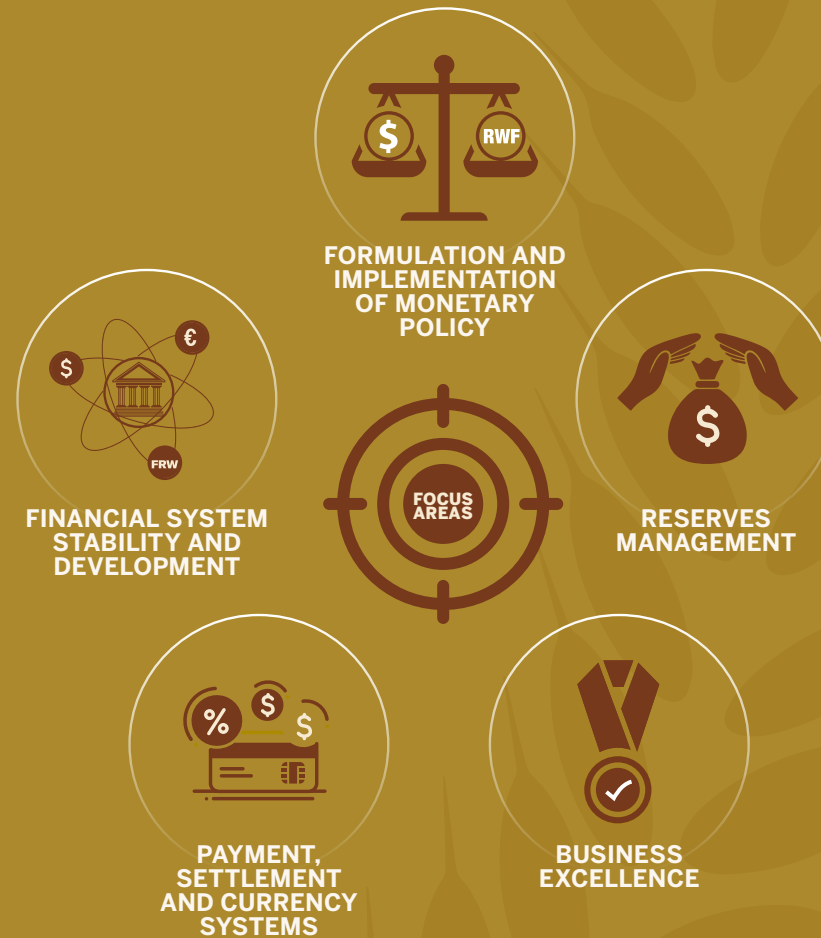 $
RWF
FORMULATION AND
IMPLEMENTATION
OF MONETARY
POLICY
$
€
FRW
FINANCIAL SYSTEM
STABILITY AND
DEVELOPMENT
FOCUS
AREAS
$
RESERVES
MANAGEMENT
%
$
$
PAYMENT,
SETTLEMENT
AND CURRENCY
SYSTEMS
BUSINESS
EXCELLENCE